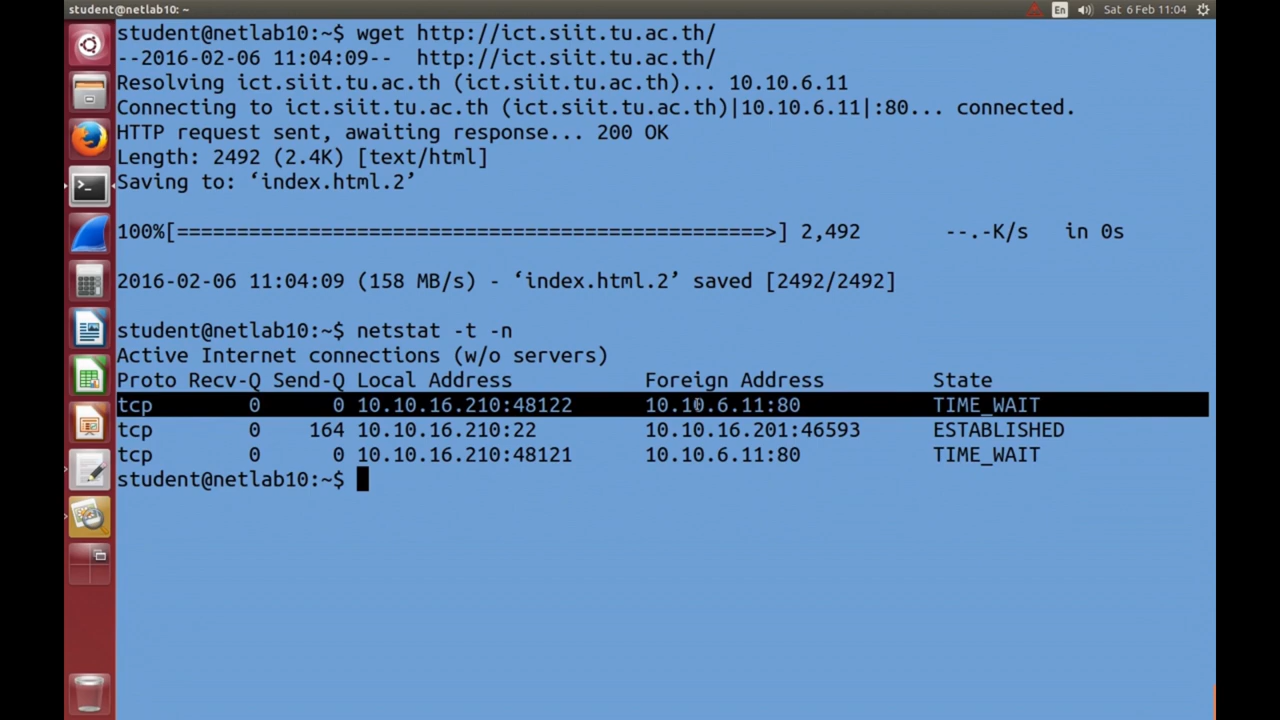 student@netlab10: ~
En
Sat 6 Feb 11:04
student@netlab10:~$ wget http://ict.siit.tu.ac.th/
--2016-02-06 11:04:09--  http://ict.siit.tu.ac.th/
Resolving ict.siit.tu.ac.th (ict.siit.tu.ac.th)... 10.10.6.11
Connecting to ict.siit.tu.ac.th (ict.siit.tu.ac.th)|10.10.6.11|:80... connected.
HTTP request sent, awaiting response... 200 OK
Length: 2492 (2.4K) [text/html]
Saving to: ‘index.html.2’
100%[=================================================>] 2,492       --.-K/s   in 0s
2016-02-06 11:04:09 (158 MB/s) - ‘index.html.2’ saved [2492/2492]
student@netlab10:~$ netstat -t -n
Active Internet connections (w/o servers)
Proto Recv-Q Send-Q Local Address           Foreign Address         State
tcp        0      0 10.10.16.210:48122      10.10.6.11:80           TIME_WAIT
tcp        0    164 10.10.16.210:22         10.10.16.201:46593      ESTABLISHED
tcp        0      0 10.10.16.210:48121      10.10.6.11:80           TIME_WAIT
student@netlab10:~$